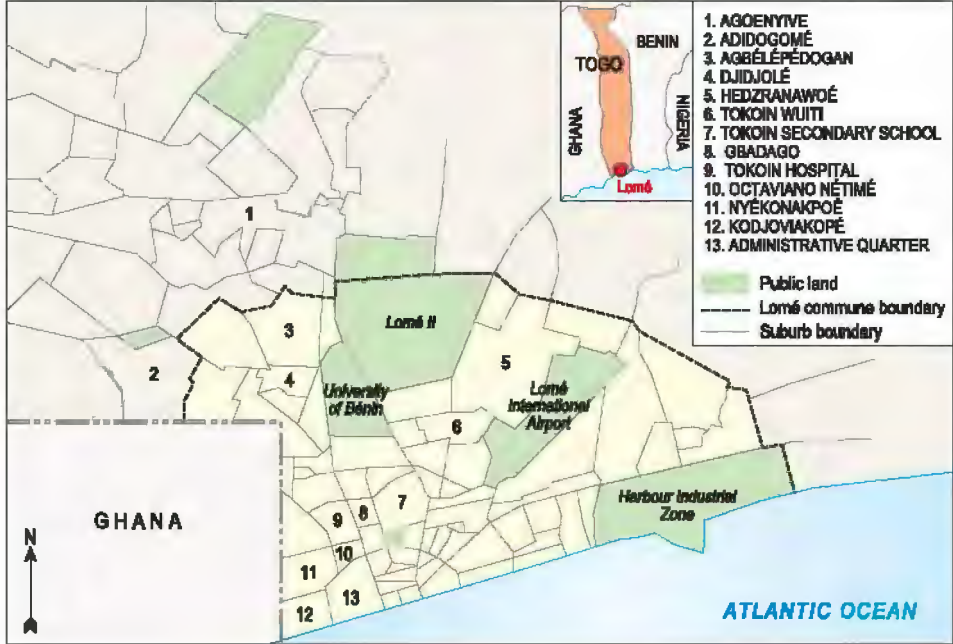 BENIN
TOGO
GHANA
NIGERIA
Lomé
1. AGOENYIVE
2. ADIDOGOMÉ
3. AGBÉLÉPÉDOGAN
4. DJIDJOLÉ
5. HEDZRANAWOÉ
6. TOKOIN WUITI
7. TOKOIN SECONDARY SCHOOL
8. GBADAGO
9. TOKOIN HOSPITAL
10. OCTAVIANO NÉTIMÉ
11. NYÉKONAKPOÉ
12. KODJOVIAKOPÉ
13. ADMINISTRATIVE QUARTER
Public land
Lomé commune boundary
Suburb boundary
1
Lomé II
3
2
4
5
University
of Bénin
Lomé
International
Airport
6
7
Harbour Industrial
Zone
GHANA
N
9
8
10
11
12
13
ATLANTIC OCEAN